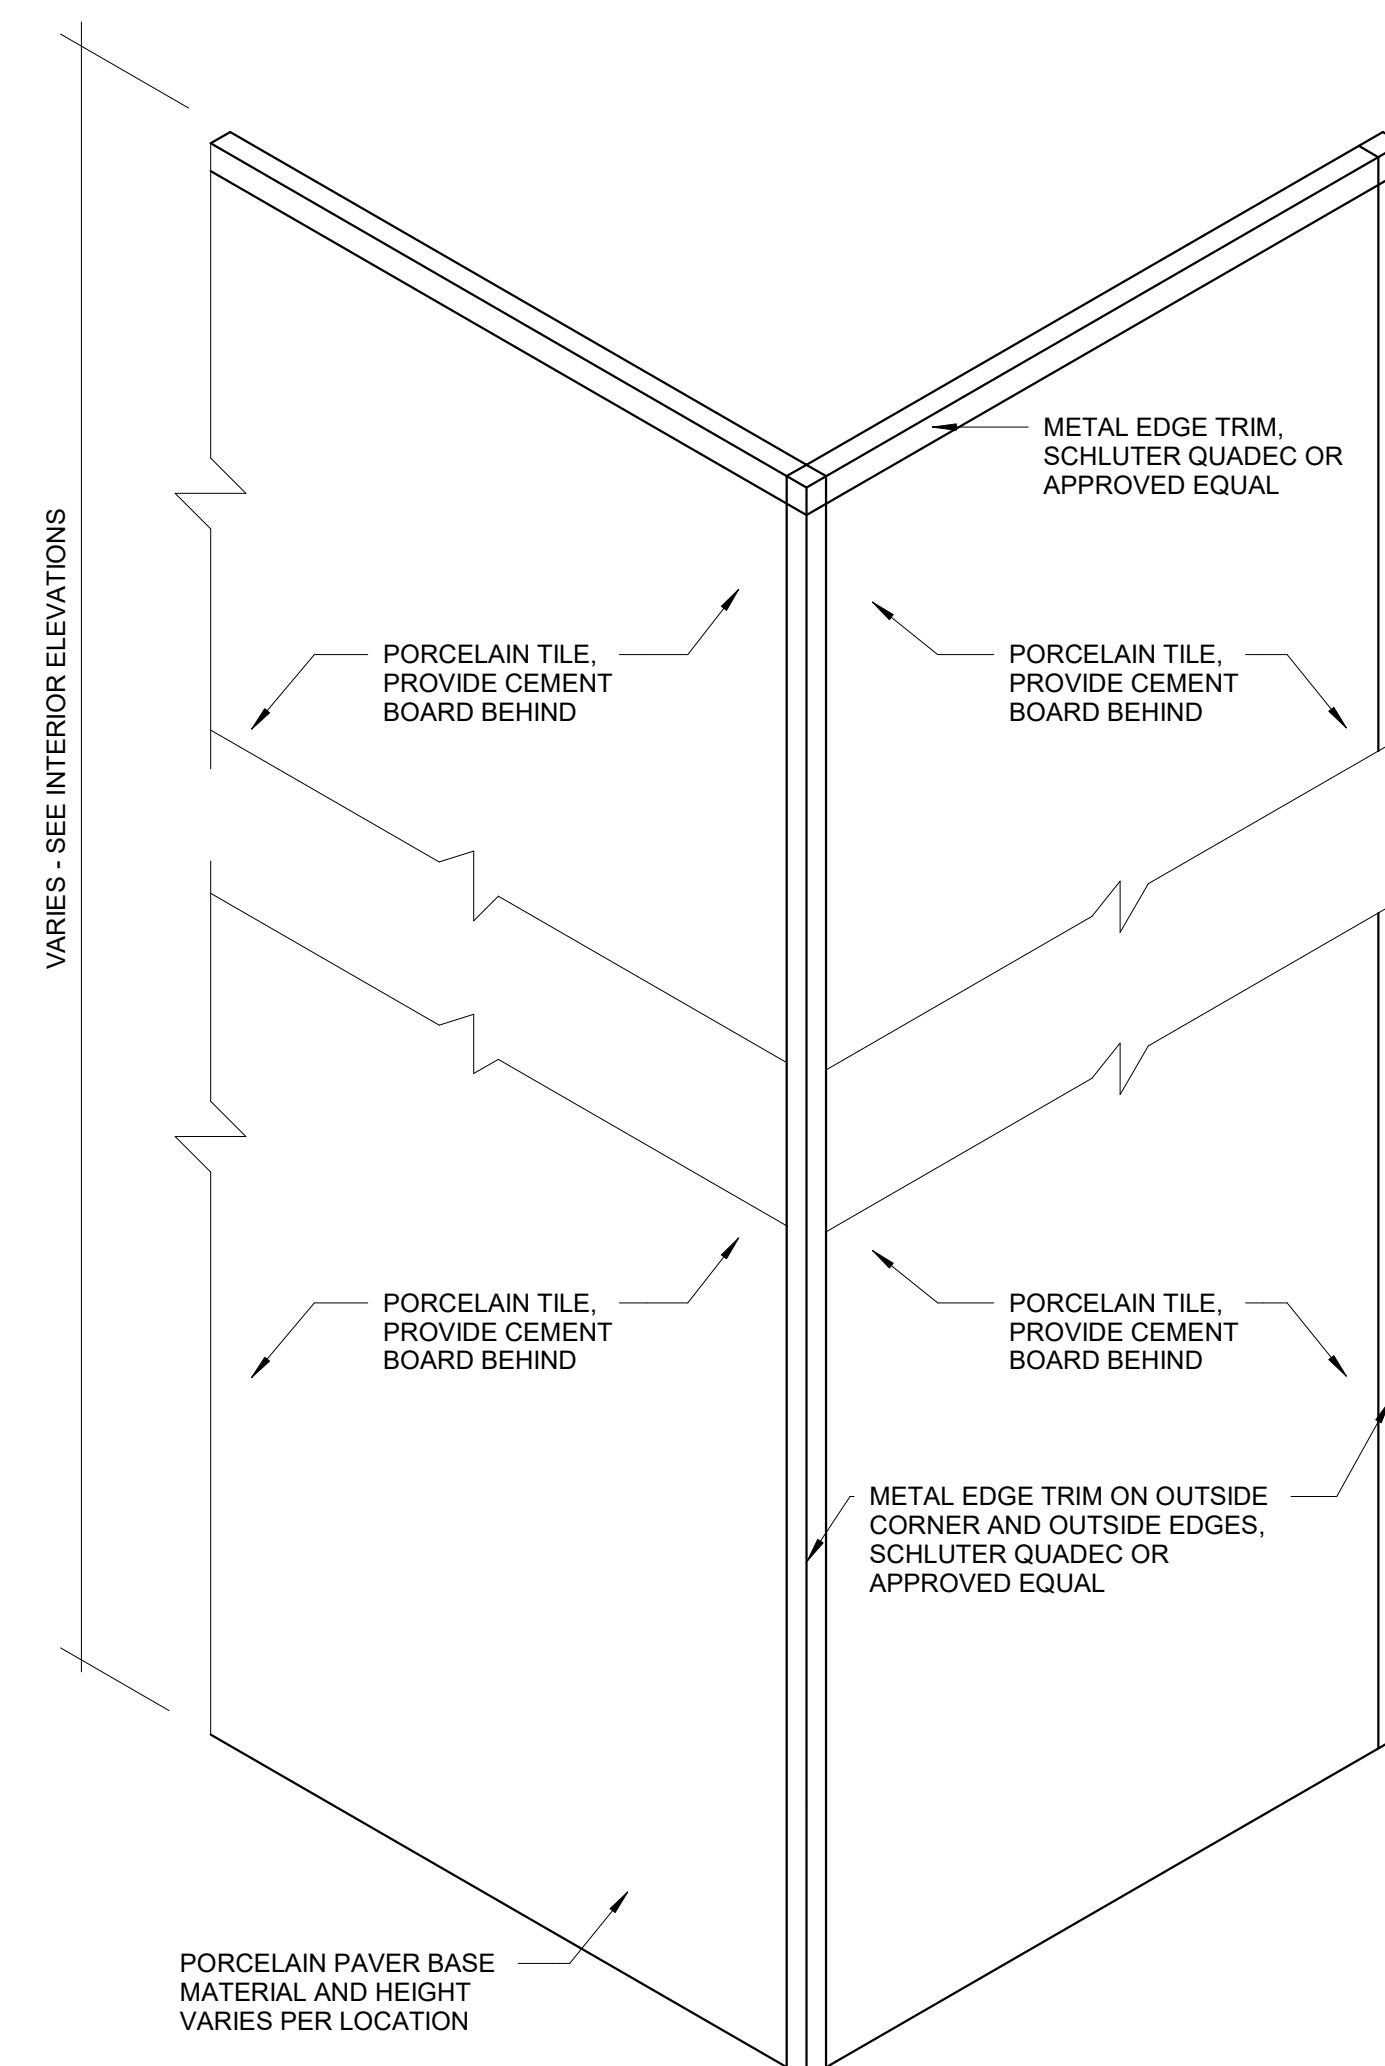 METAL EDGE TRIM,
SCHLUTER QUADEC OR
APPROVED EQUAL
VARIES - SEE INTERIOR ELEVATIONS
PORCELAIN TILE,
PROVIDE CEMENT
BOARD BEHIND
PORCELAIN TILE,
PROVIDE CEMENT
BOARD BEHIND
PORCELAIN TILE,
PROVIDE CEMENT
BOARD BEHIND
PORCELAIN TILE,
PROVIDE CEMENT
BOARD BEHIND
METAL EDGE TRIM ON OUTSIDE
CORNER AND OUTSIDE EDGES,
SCHLUTER QUADEC OR
APPROVED EQUAL
PORCELAIN PAVER BASE
MATERIAL AND HEIGHT
VARIES PER LOCATION